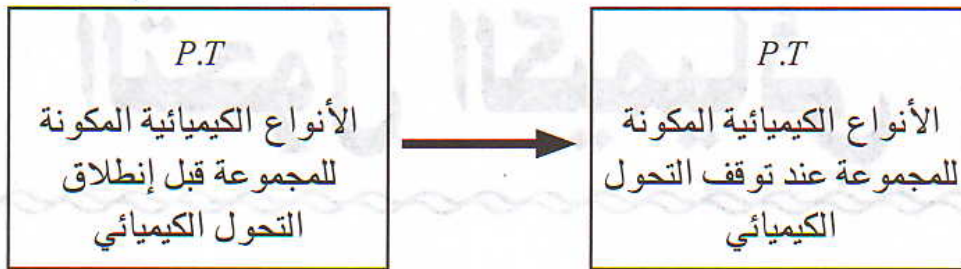 P.T
الأنواع الكيميائية المكونة
للمجموعة قبل إنطلاق
التحول الكيميائي
P.T
الأنواع الكيميائية المكونة
للمجموعة عند توقف التحول
الكيميائي